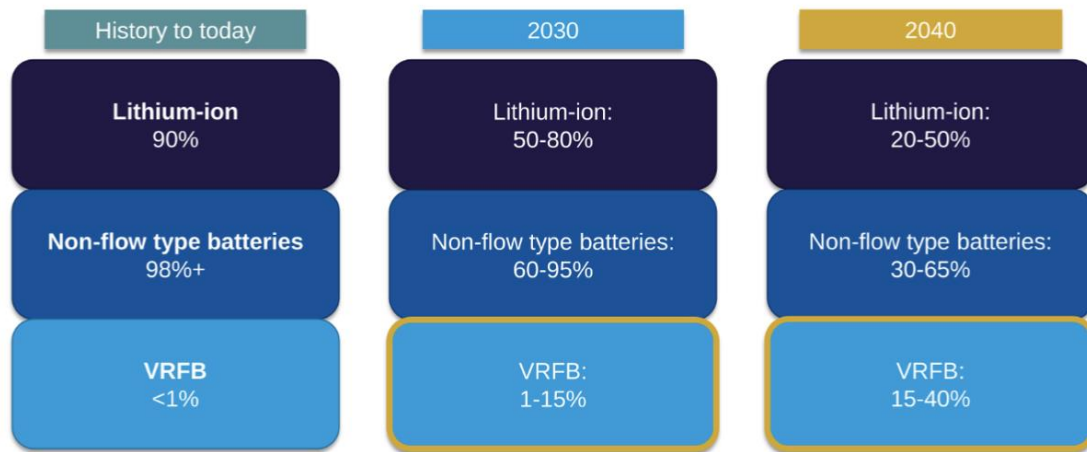 History to today
Lithium-ion
90%
Non-flow type batteries
98%+
VRFB
<1%
2030
Lithium-ion:
50-80%
Non-flow type batteries:
60-95%
VRFB:
1-15%
2040
Lithium-ion:
20-50%
Non-flow type batteries:
30-65%
VRFB:
15-40%